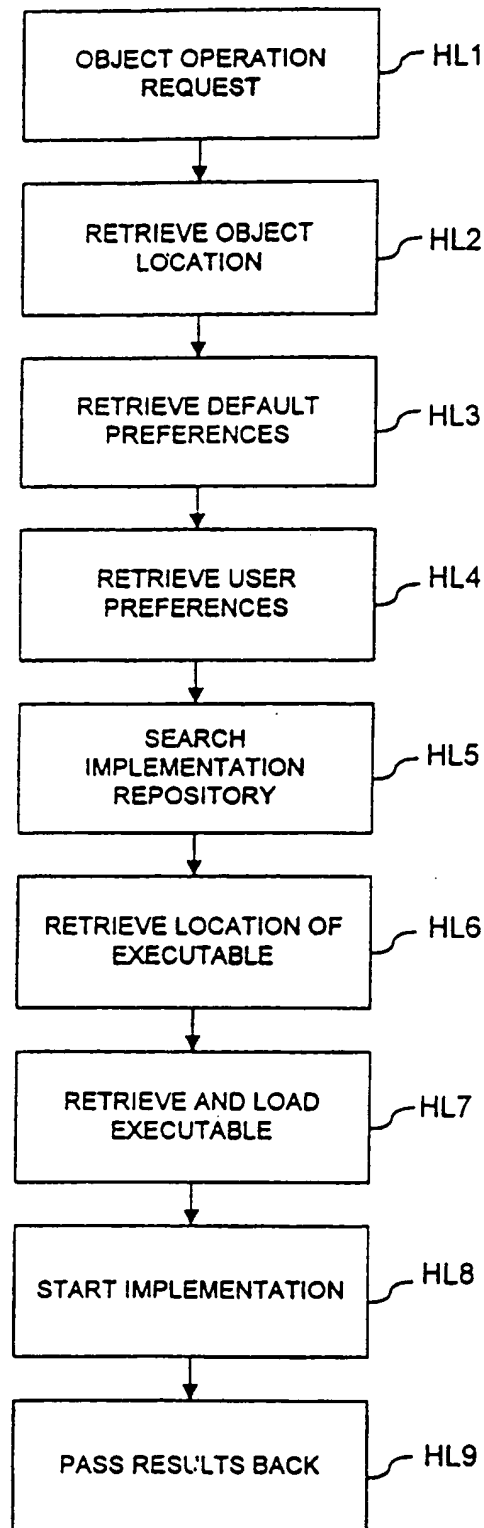 OBJECT OPERATION
REQUEST
HL1
RETRIEVE OBJECT
LOCATION
HL2
RETRIEVE DEFAULT
PREFERENCES
HL3
RETRIEVE USER
PREFERENCES
HL4
SEARCH
IMPLEMENTATION
REPOSITORY
HL5
RETRIEVE LOCATION OF
EXECUTABLE
HL6
RETRIEVE AND LOAD
EXECUTABLE
HL7
START IMPLEMENTATION
HL8
PASS RESULTS BACK
HL9